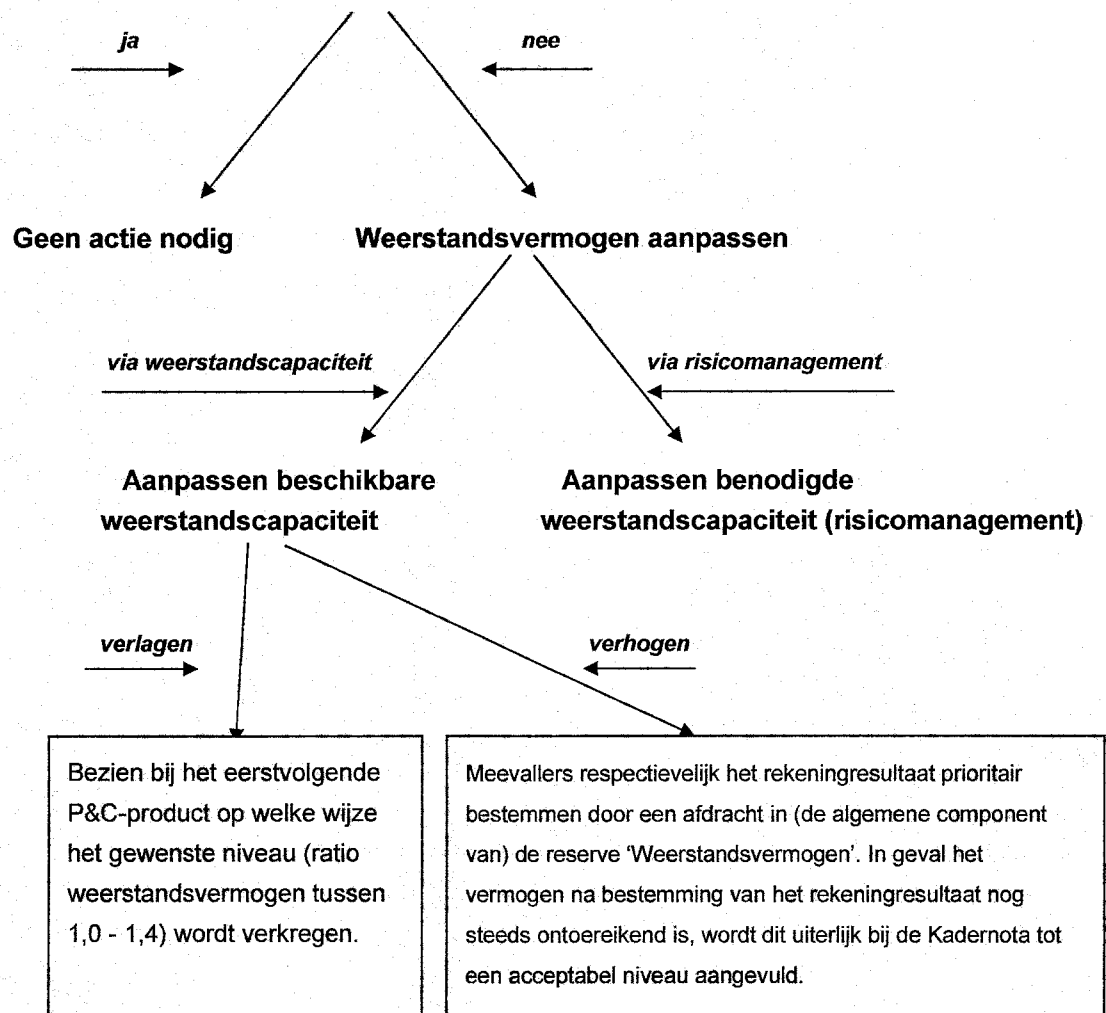 ja
nee
Geen actie nodig
Weerstandsvermogen aanpassen
via weerstandscapaciteit
via risicomanagement
Aanpassen beschikbare
weerstandscapaciteit
Aanpassen benodigde
weerstandscapaciteit (risicomanagement)
verlagen
verhogen
Bezien bij het eerstvolgende
P&C-product op welke wijze
het gewenste niveau (ratio
weerstandsvermogen tussen
1,0 - 1,4) wordt verkregen.
Meevallers respectievelijk het rekeningresultaat prioritair
bestemmen door een afdracht in (de algemene component
van) de reserve ‘Weerstandsvermogen’. In geval het
vermogen na bestemming van het rekeningresultaat nog
steeds ontoereikend is, wordt dit uiterlijk bij de Kadernota tot
een acceptabel niveau aangevuld.